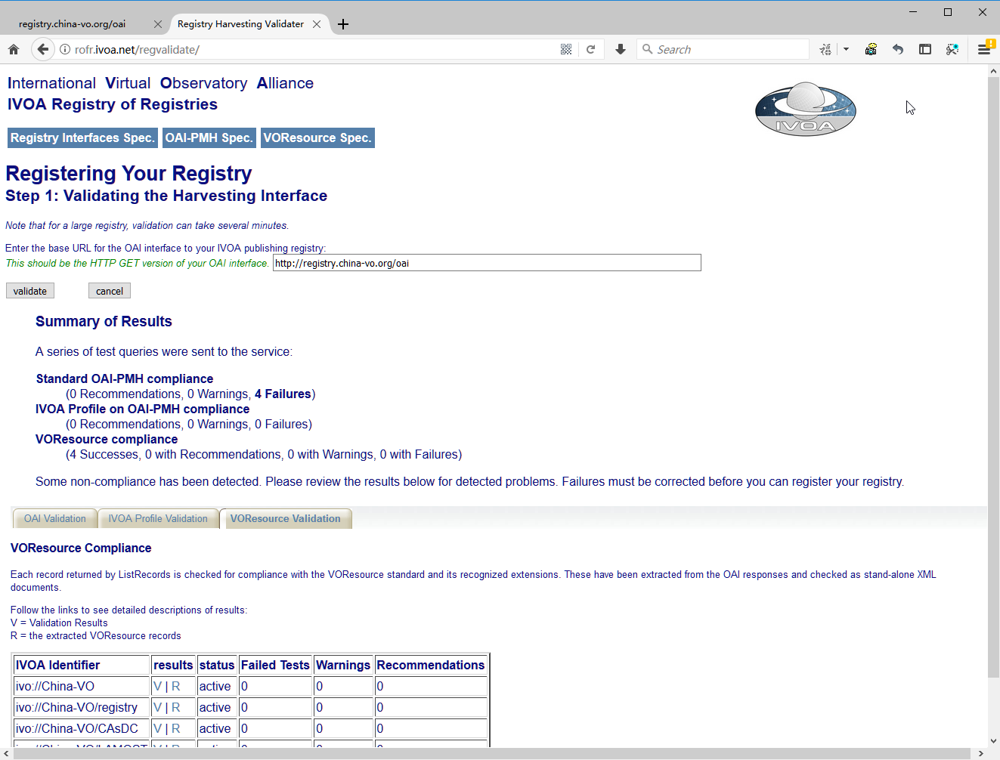 registry.china-vo.org/oai
Registry Harvesting Validater
rofr.ivoa.net/regvalidate/
Search
International Virtual Observatory Alliance
IVOA Registry of Registries
IVOA
Registry Interfaces Spec. OAI-PMH Spec. VOResource Spec.
Registering Your Registry
Step 1: Validating the Harvesting Interface
Note that for a large registry, validation can take several minutes.
Enter the base URL for the OAI interface to your IVOA publishing registry:
This should be the HTTP GET version of your OAI interface. http://registry.china-vo.org/oai
validate cancel
Summary of Results
A series of test queries were sent to the service:
Standard OAI-PMH compliance
(0 Recommendations, 0 Warnings, 4 Failures)
IVOA Profile on OAI-PMH compliance
(0 Recommendations, 0 Warnings, 0 Failures)
VOResource compliance
(4 Successes, 0 with Recommendations, 0 with Warnings, 0 with Failures)
Some non-compliance has been detected. Please review the results below for detected problems. Failures must be corrected before you can register your registry.
OAI Validation IVOA Profile Validation VOResource Validation
VOResource Compliance
Each record returned by ListRecords is checked for compliance with the VOResource standard and its recognized extensions. These have been extracted from the OAI responses and checked as stand-alone XML
documents.
Follow the links to see detailed descriptions of results:
V = Validation Results
R = the extracted VOResource records
IVOA Identifier results status Failed Tests Warnings Recommendations
ivo://China-VO V | R active 0 0 0
ivo://China-VO/registry V | R active 0 0 0
ivo://China-VO/CAsDC V | R active 0 0 0